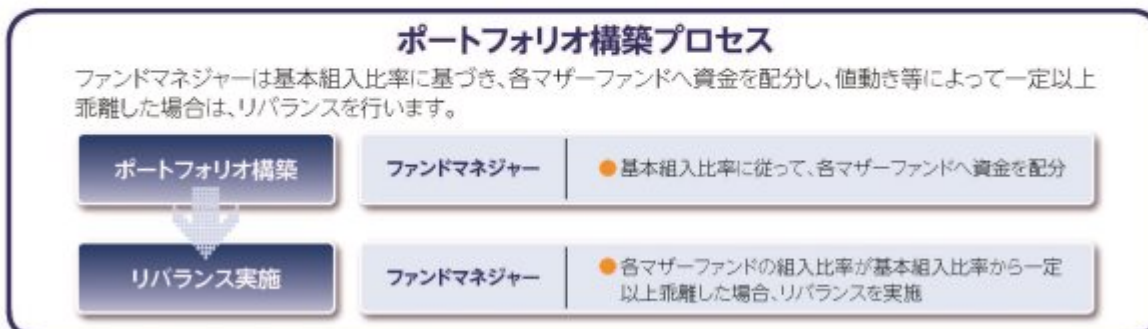 ポートフォリオ構築プロセス
ファンドマネジャーは基本組入比率に基づき、各マザーファンドへ資金を配分し、値動き等によって一定以上
乖離した場合は、リバランスを行います。
ポートフォリオ構築
ファンドマネジャー
●基本組入比率に従って、各マザーファンドへ資金を配分
リバランス実施
ファンドマネジャー
●各マザーファンドの組入比率が基本組入比率から一定
以上乖離した場合、リバランスを実施